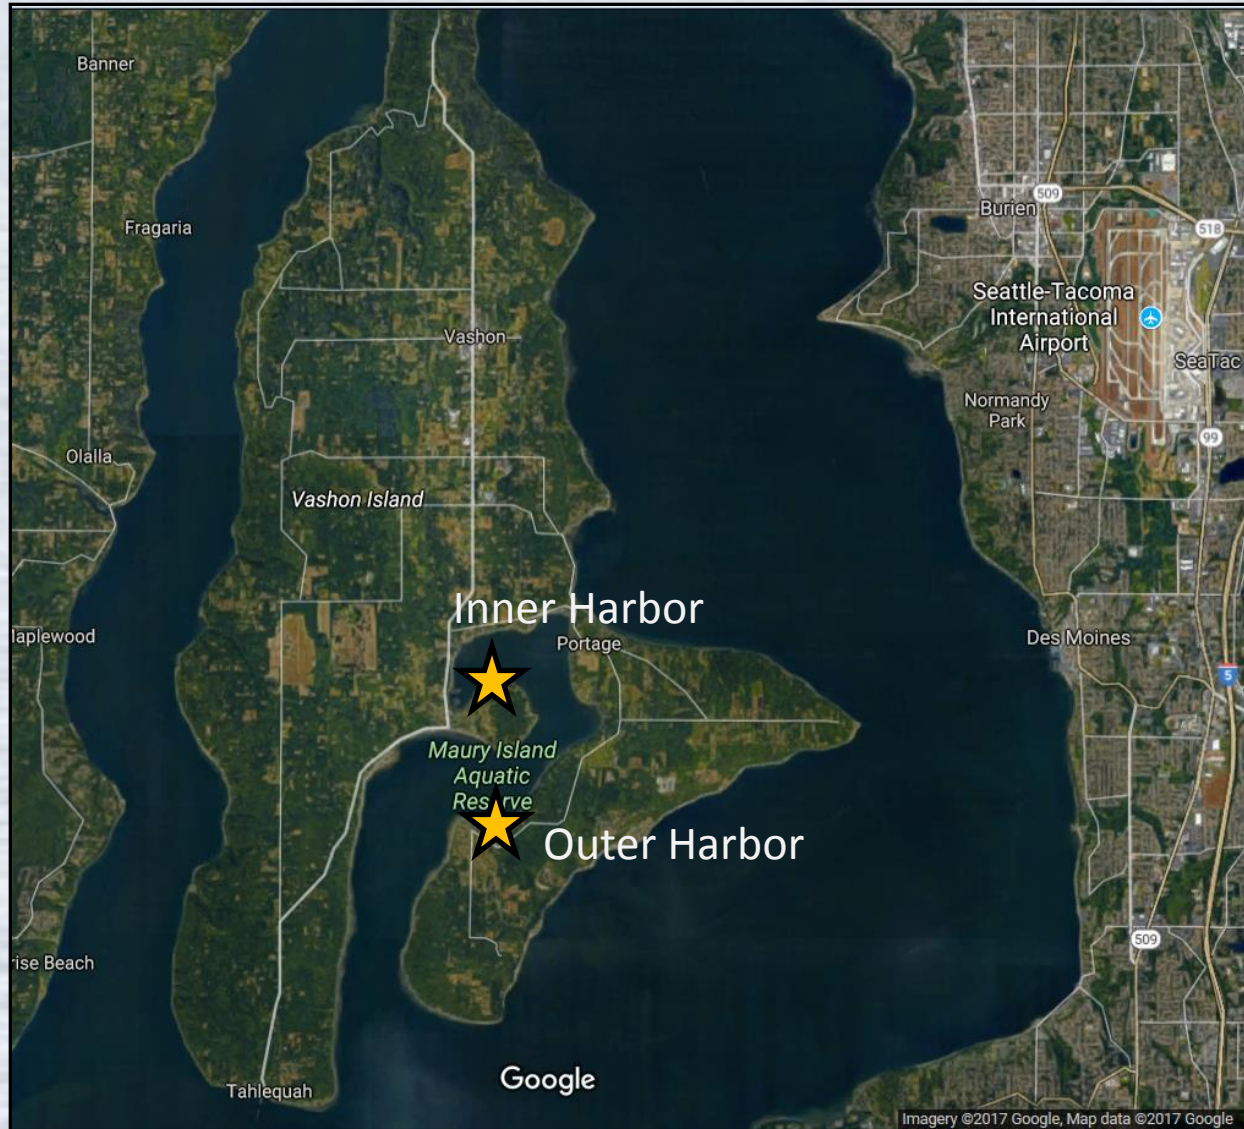 Banner
Fragaria
Burien
509
518
Seattle-Tacoma
International
Airport
Vashon
SeaTac
Normandy
Park
99
Olalla
Vashon Island
Inner Harbor
Portage
Maplewood
Des Moines
5
Maury Island
Aquatic
Reserve
Outer Harbor
509
rise Beach
Tahlequah
Google
Imagery ©2017 Google, Map data ©2017 Google